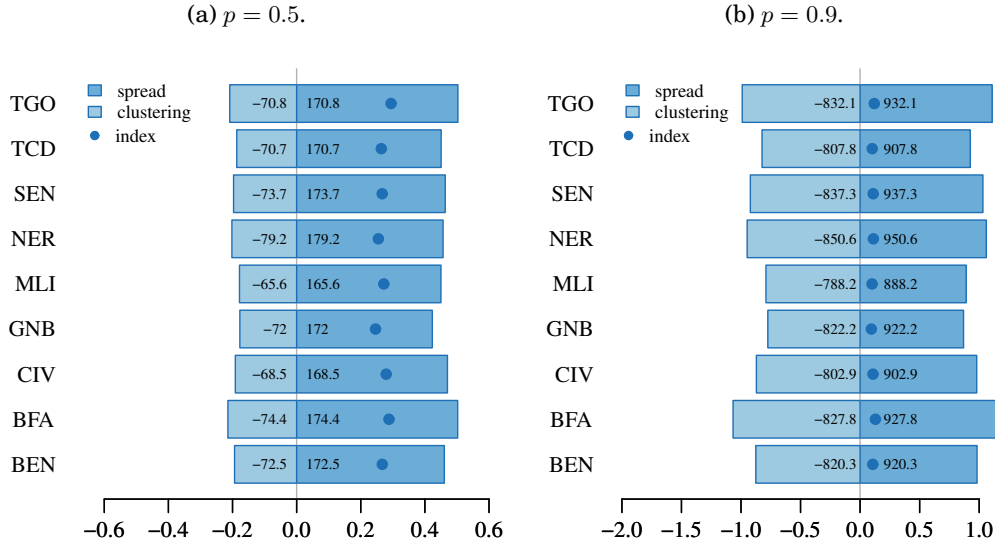 (a) p = 0.5.
spread
clustering
index
TGO −70.8 170.8
TCD −70.7 170.7
SEN −73.7 173.7
NER −79.2 179.2
MLI −65.6 165.6
GNB −72 172
CIV −68.5 168.5
BFA −74.4 174.4
BEN −72.5 172.5
−0.6 −0.4 −0.2 0.0 0.2 0.4 0.6
(b) p = 0.9.
spread
clustering
index
TGO −832.1 932.1
TCD −807.8 907.8
SEN −837.3 937.3
NER −850.6 950.6
MLI −788.2 888.2
GNB −822.2 922.2
CIV −802.9 902.9
BFA −827.8 927.8
BEN −820.3 920.3
−2.0 −1.5 −1.0 −0.5 0.0 0.5 1.0